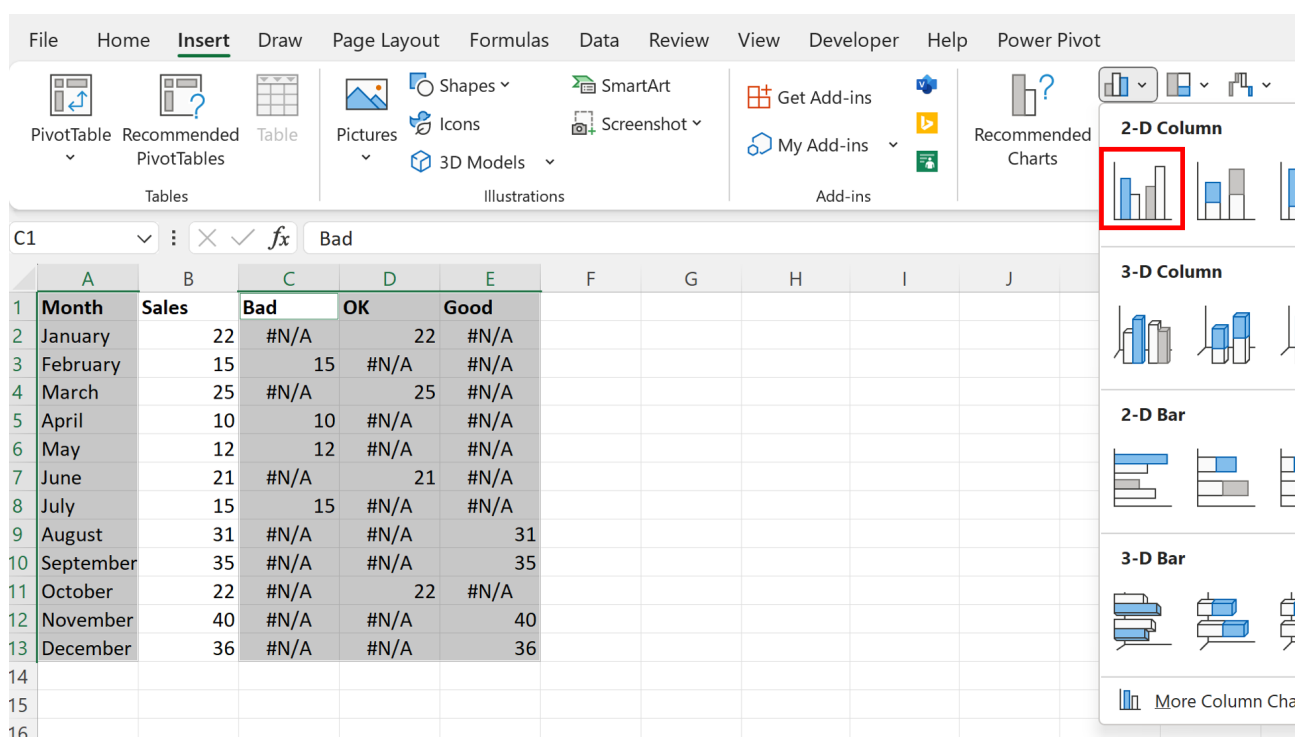 File Home Insert Draw Page Layout Formulas Data Review View Developer Help Power Pivot
PivotTable
Recommended PivotTables
Table
Tables
Pictures
Shapes
Icons
3D Models
SmartArt
Screenshot
Illustrations
Get Add-ins
My Add-ins
Add-ins
Recommended Charts
2-D Column
3-D Column
2-D Bar
3-D Bar
More Column Cha
C1 fx Bad
A B C D E F G H I J
1 Month Sales Bad OK Good
2 January 22 #N/A 22 #N/A
3 February 15 15 #N/A #N/A
4 March 25 #N/A 25 #N/A
5 April 10 10 #N/A #N/A
6 May 12 12 #N/A #N/A
7 June 21 #N/A 21 #N/A
8 July 15 15 #N/A #N/A
9 August 31 #N/A #N/A 31
10 September 35 #N/A #N/A 35
11 October 22 #N/A 22 #N/A
12 November 40 #N/A #N/A 40
13 December 36 #N/A #N/A 36
14
15
16